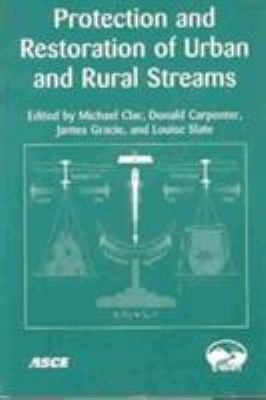 Protection and
Restoration of Urban
and Rural Streams
Edited by Michael Clar, Donald Carpenter,
James Gracie, and Louise Slate
ASCE